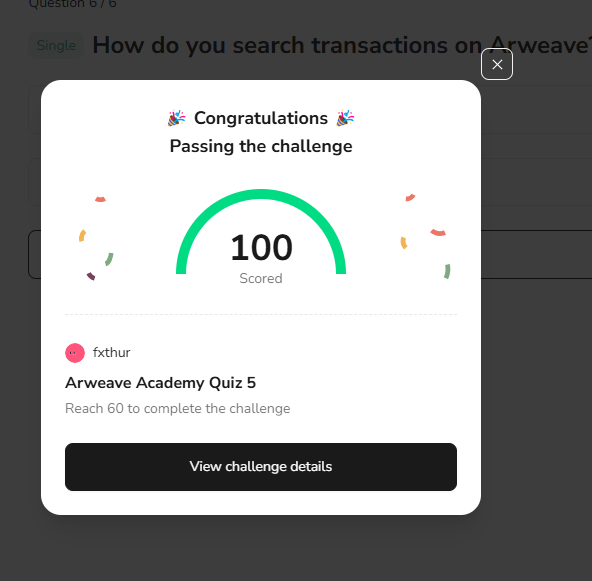 Question 6 / 6
Single How do you search transactions on Arweave?
🎉 Congratulations 🎉
Passing the challenge
100
Scored
fxthur
Arweave Academy Quiz 5
Reach 60 to complete the challenge
View challenge details